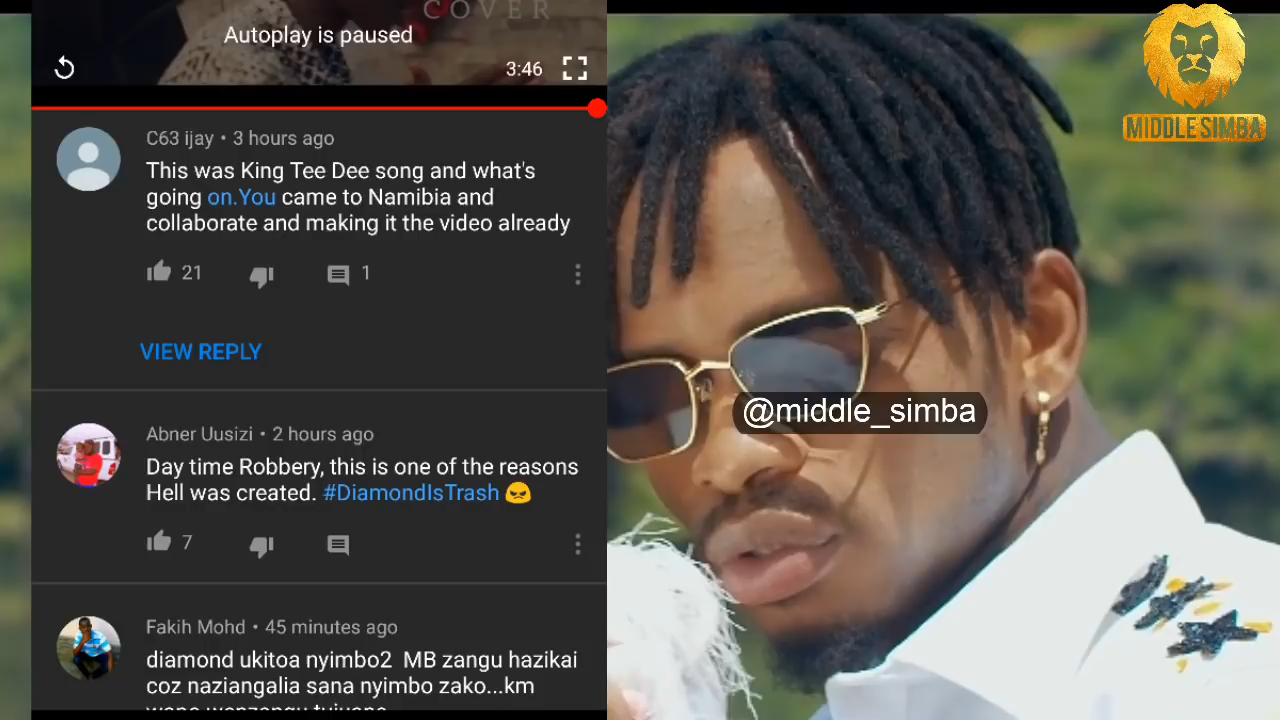 COVER
Autoplay is paused
3:46
C63 ijay • 3 hours ago
This was King Tee Dee song and what's
going on.You came to Namibia and
collaborate and making it the video already
21
1
VIEW REPLY
Abner Uusizi • 2 hours ago
Day time Robbery, this is one of the reasons
Hell was created. #DiamondIsTrash 😠
7
Fakih Mohd • 45 minutes ago
diamond ukitoa nyimbo2 MB zangu hazikai
coz naziangalia sana nyimbo zako...km
MIDDLE SIMBA
@middle_simba